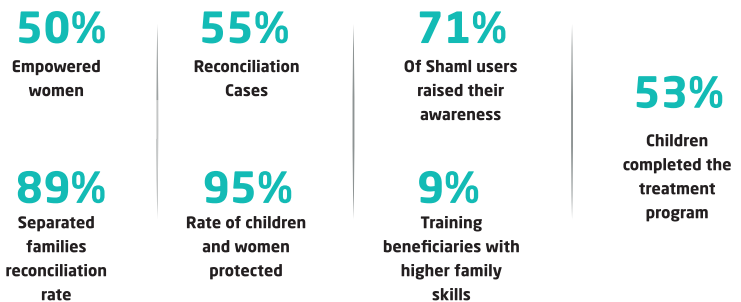 50%
Empowered
women
89%
Separated
families
reconciliation
rate
55%
Reconciliation
Cases
95%
Rate of children
and women
protected
71%
Of Shaml users
raised their
awareness
9%
Training
beneficiaries with
higher family
skills
53%
Children
completed the
treatment
program